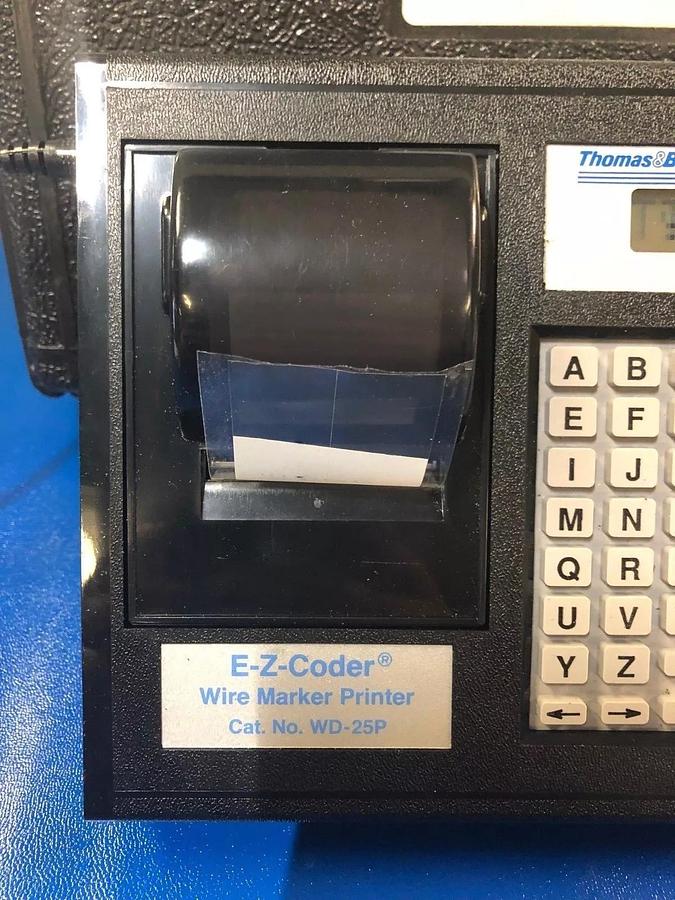 Thomas&B
A B
E F
I J
M N
Q R
U V
Y Z
← →
E-Z-Coder®
Wire Marker Printer
Cat. No. WD-25P